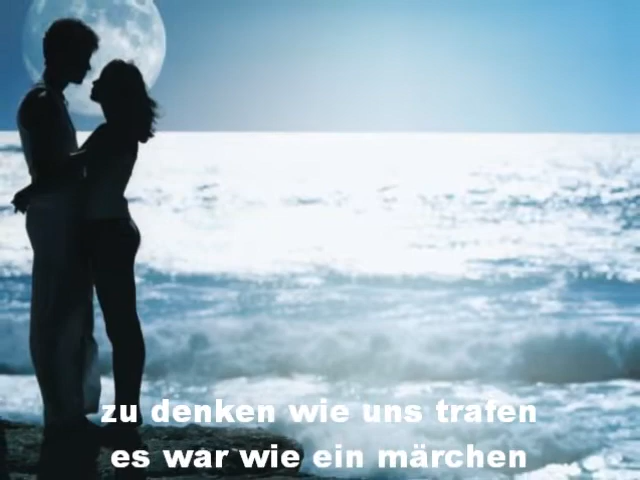 zu denken wie uns trafen
es war wie ein märchen